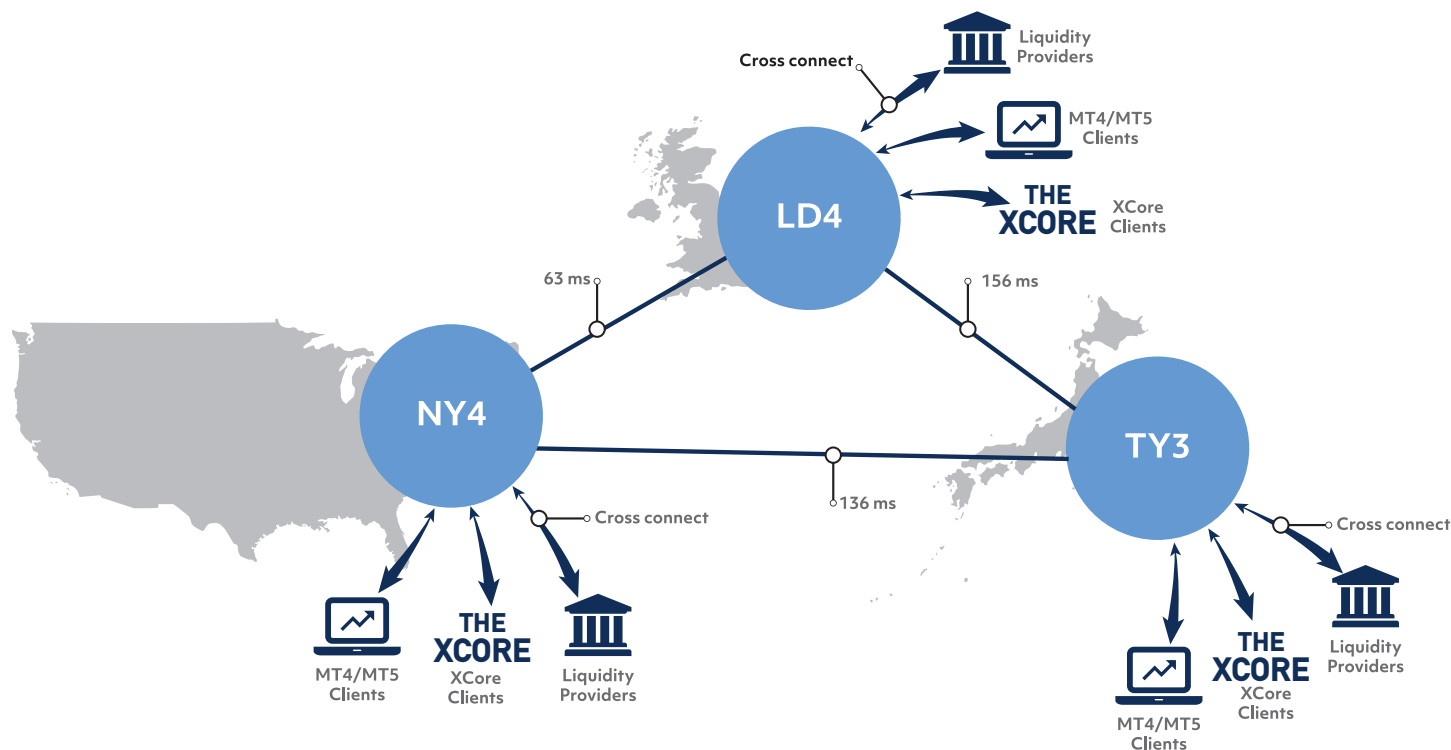 Liquidity
Providers
Cross connect
MT4/MT5
Clients
THE
XCORE
XCore
Clients
LD4
63 ms
156 ms
NY4
TY3
136 ms
Cross connect
Cross connect
MT4/MT5
Clients
THE
XCORE
XCore
Clients
Liquidity
Providers
Liquidity
Providers
THE
XCORE
XCore
Clients
MT4/MT5
Clients